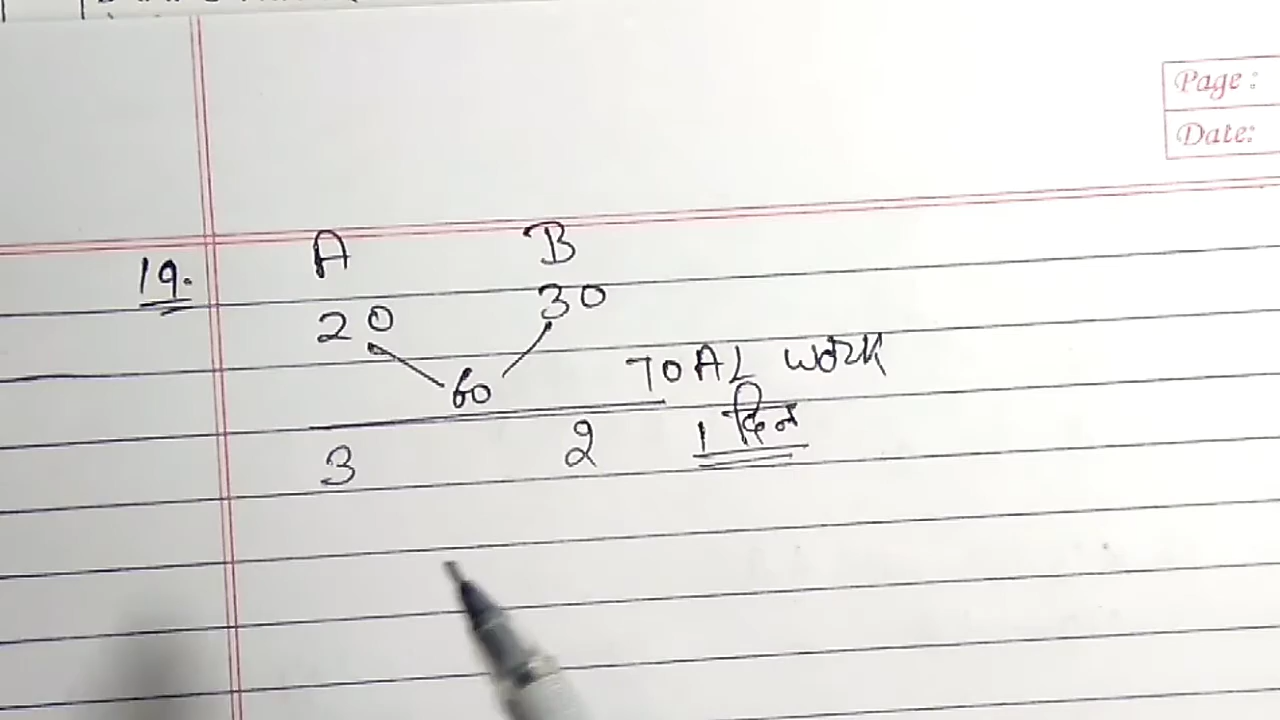 Page :
Date:
19.
A B
20 30
60 TOAL WORK
3 2 1 दिन